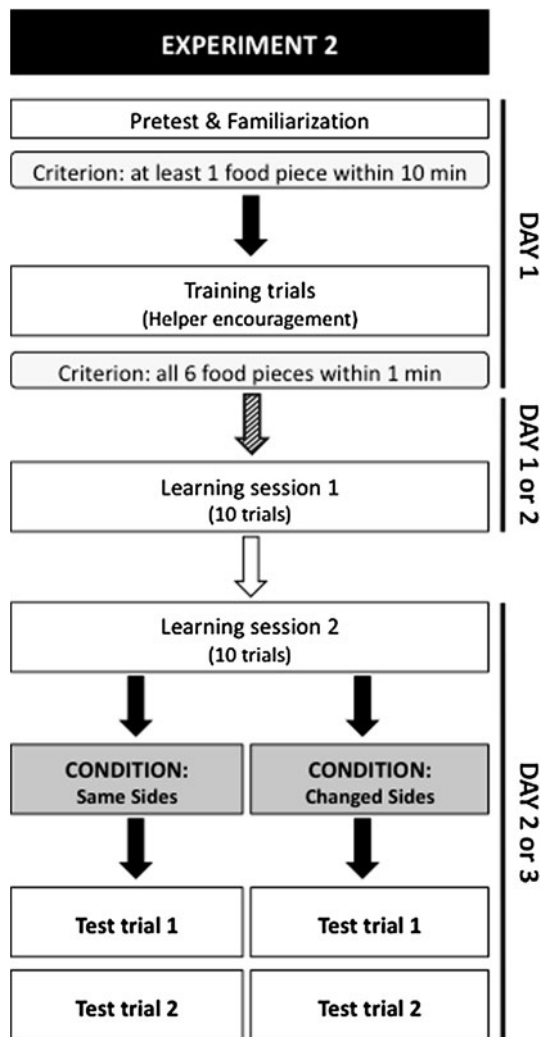 EXPERIMENT 2
Pretest & Familiarization
Criterion: at least 1 food piece within 10 min
Training trials
(Helper encouragement)
Criterion: all 6 food pieces within 1 min
DAY 1
Learning session 1
(10 trials)
DAY 1 or 2
Learning session 2
(10 trials)
CONDITION:
Same Sides
CONDITION:
Changed Sides
Test trial 1
Test trial 1
Test trial 2
Test trial 2
DAY 2 or 3